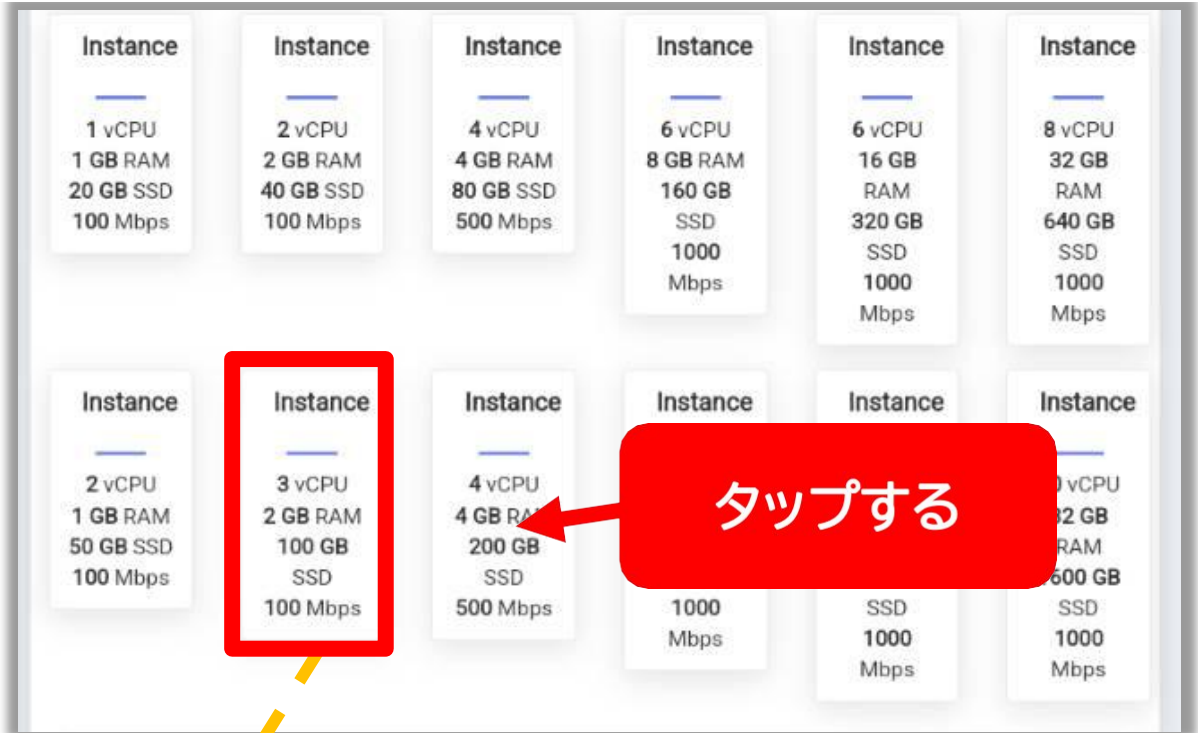 Instance
1 vCPU
1 GB RAM
20 GB SSD
100 Mbps
Instance
2 vCPU
2 GB RAM
40 GB SSD
100 Mbps
Instance
4 vCPU
4 GB RAM
80 GB SSD
500 Mbps
Instance
6 vCPU
8 GB RAM
160 GB
SSD
1000
Mbps
Instance
6 vCPU
16 GB
RAM
320 GB
SSD
1000
Mbps
Instance
8 vCPU
32 GB
RAM
640 GB
SSD
1000
Mbps
Instance
2 vCPU
1 GB RAM
50 GB SSD
100 Mbps
Instance
3 vCPU
2 GB RAM
100 GB
SSD
100 Mbps
Instance
4 vCPU
4 GB
200 GB
SSD
500 Mbps
タップする
Instance
1000
Mbps
Instance
SSD
1000
Mbps
Instance
vCPU
GB
RAM
GB
SSD
1000
Mbps